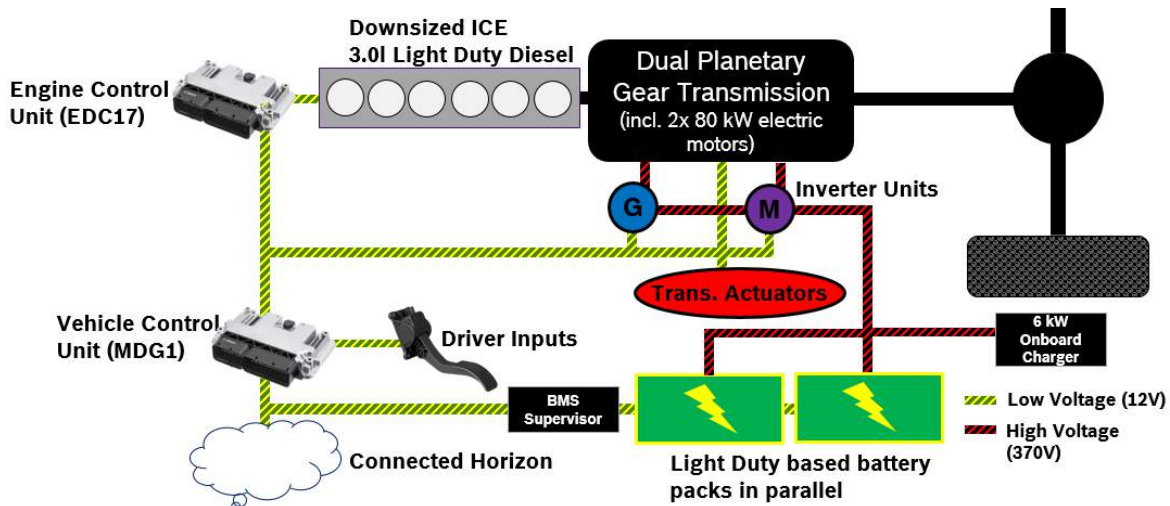 Downsized ICE
3.0l Light Duty Diesel
Engine Control
Unit (EDC17)
Dual Planetary
Gear Transmission
(incl. 2x 80 kW electric
motors)
G
M
Inverter Units
Trans. Actuators
Vehicle Control
Unit (MDG1)
Driver Inputs
6 kW
Onboard
Charger
BMS
Supervisor
Low Voltage (12V)
High Voltage
(370V)
Connected Horizon
Light Duty based battery
packs in parallel